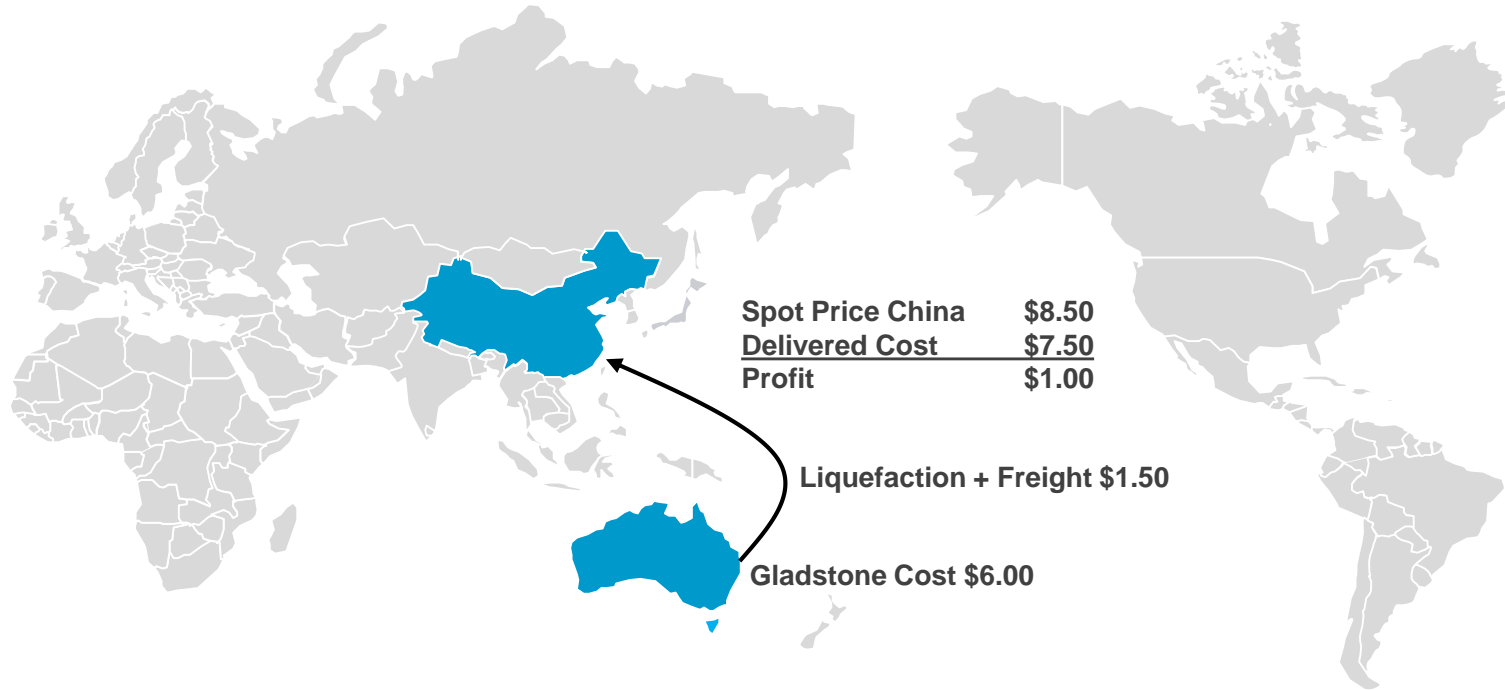 Spot Price China $8.50
Delivered Cost $7.50
Profit $1.00
Liquefaction + Freight $1.50
Gladstone Cost $6.00